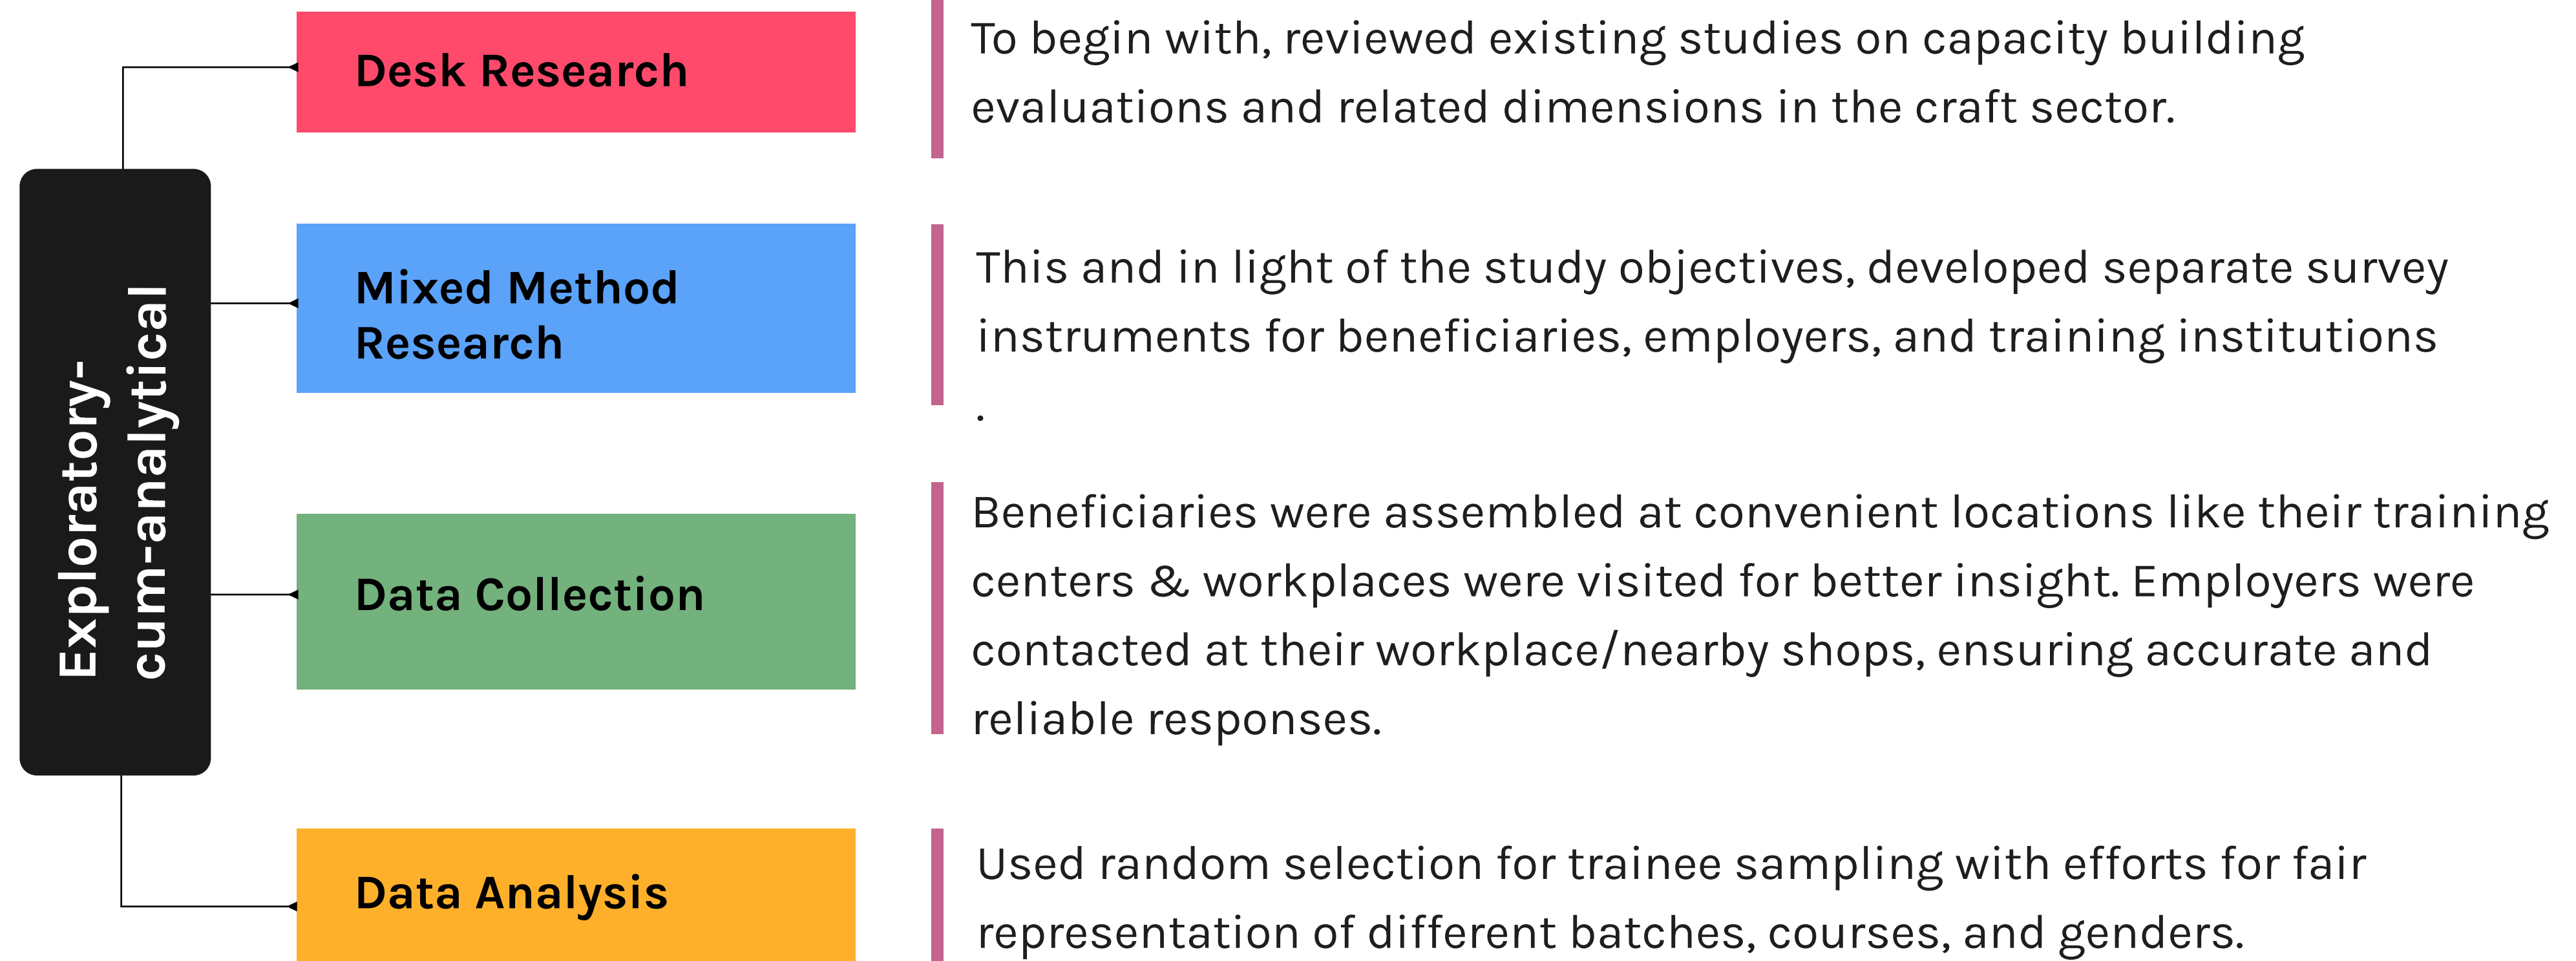 Exploratory-
cum-analytical
Desk Research
To begin with, reviewed existing studies on capacity building
evaluations and related dimensions in the craft sector.
Mixed Method
Research
This and in light of the study objectives, developed separate survey
instruments for beneficiaries, employers, and training institutions
.
Data Collection
Beneficiaries were assembled at convenient locations like their training
centers & workplaces were visited for better insight. Employers were
contacted at their workplace/nearby shops, ensuring accurate and
reliable responses.
Data Analysis
Used random selection for trainee sampling with efforts for fair
representation of different batches, courses, and genders.